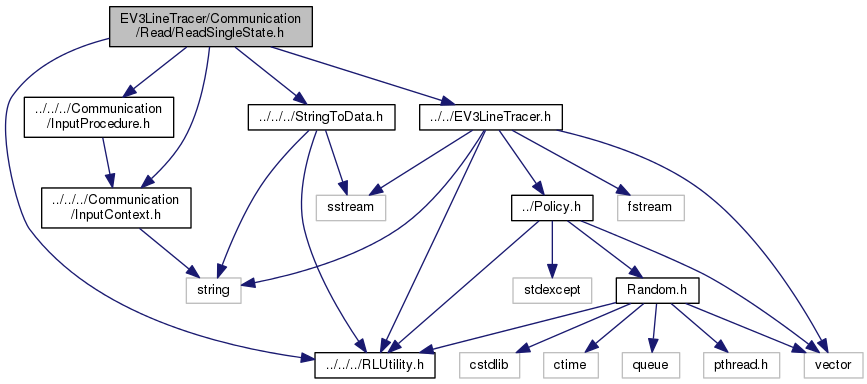 EV3LineTracer/Communication
/Read/ReadSingleState.h
../../../Communication
/InputProcedure.h
../../../StringToData.h
../../EV3LineTracer.h
../../../Communication
/InputContext.h
sstream
../Policy.h
fstream
string
stdexcept
Random.h
../../../RLUtility.h
cstdlib
ctime
queue
pthread.h
vector